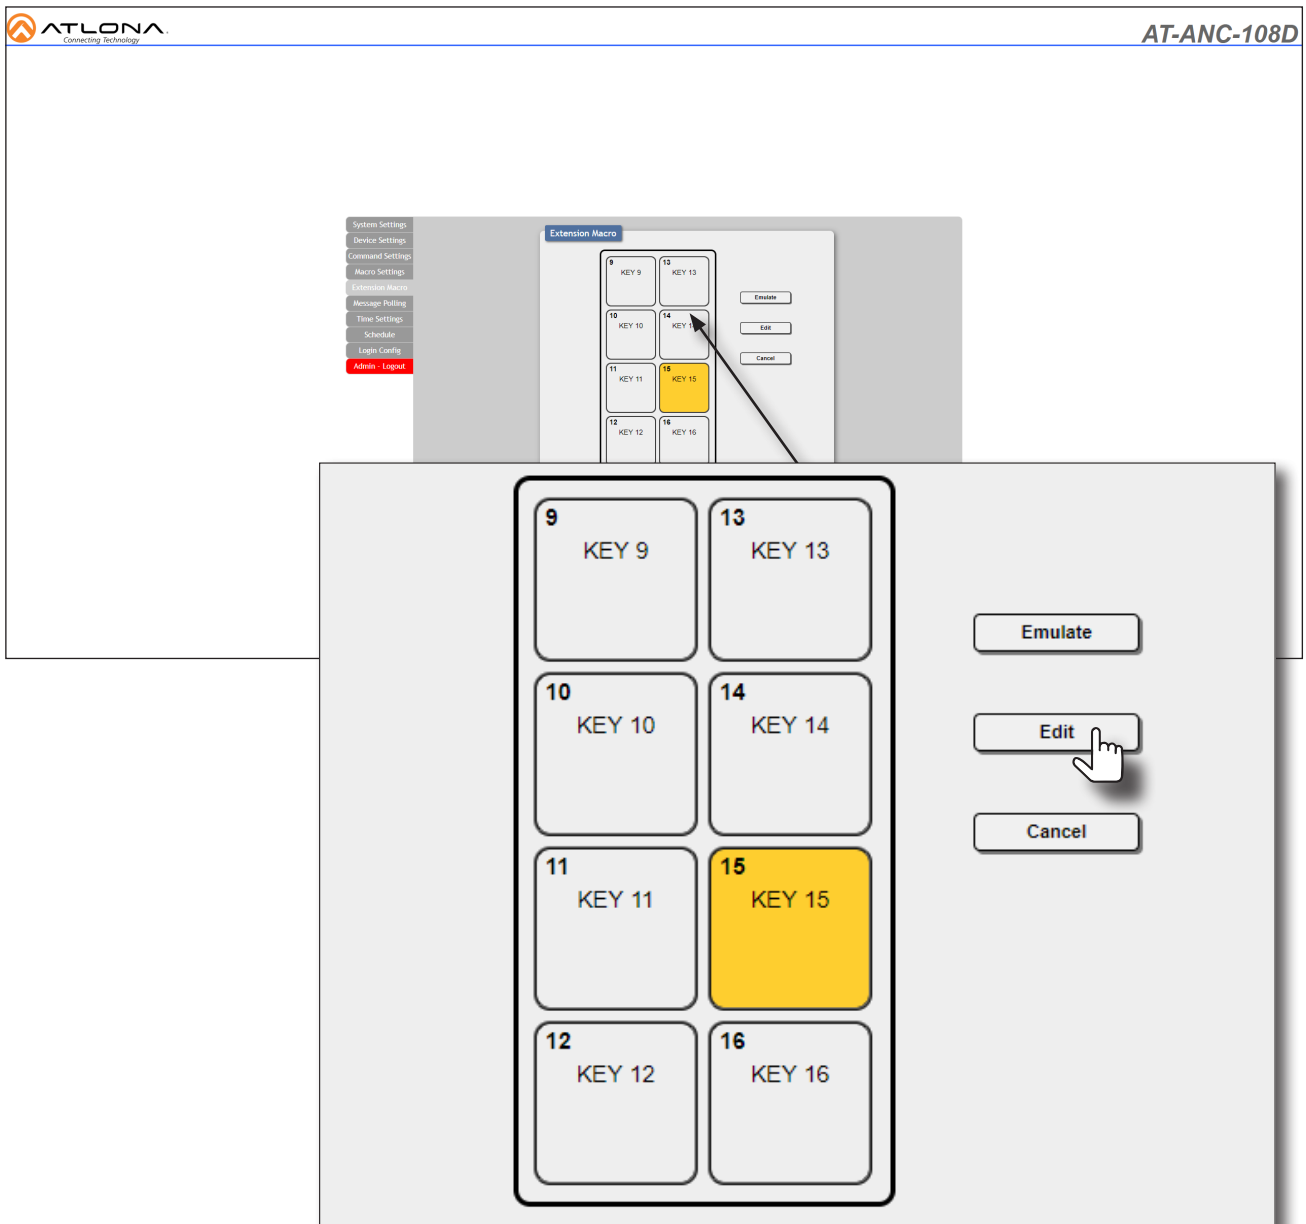 ATLONA
Connecting Technology
AT-ANC-108D
System Settings
Device Settings
Command Settings
Macro Settings
Extension Macro
Message Polling
Time Settings
Schedule
Login Config
Admin - Logout
Extension Macro
9
KEY 9
13
KEY 13
10
KEY 10
14
KEY 1
11
KEY 11
15
KEY 15
12
KEY 12
16
KEY 16
Emulate
Edit
Cancel
9
KEY 9
13
KEY 13
10
KEY 10
14
KEY 14
11
KEY 11
15
KEY 15
12
KEY 12
16
KEY 16
Emulate
Edit
Cancel